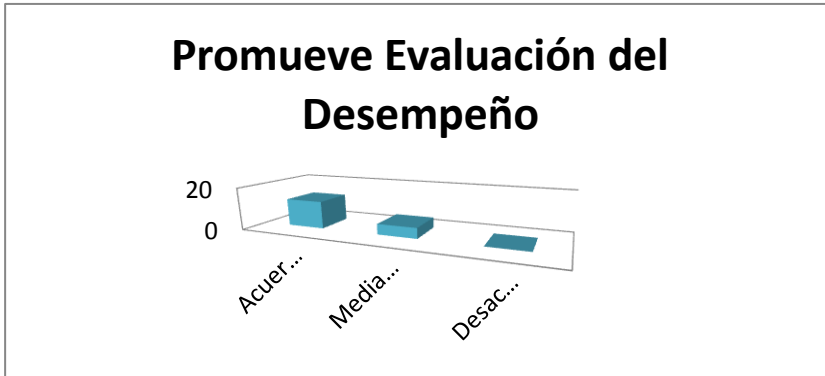 Promueve Evaluación del
Desempeño
20
0
Acuer...
Media...
Desac...